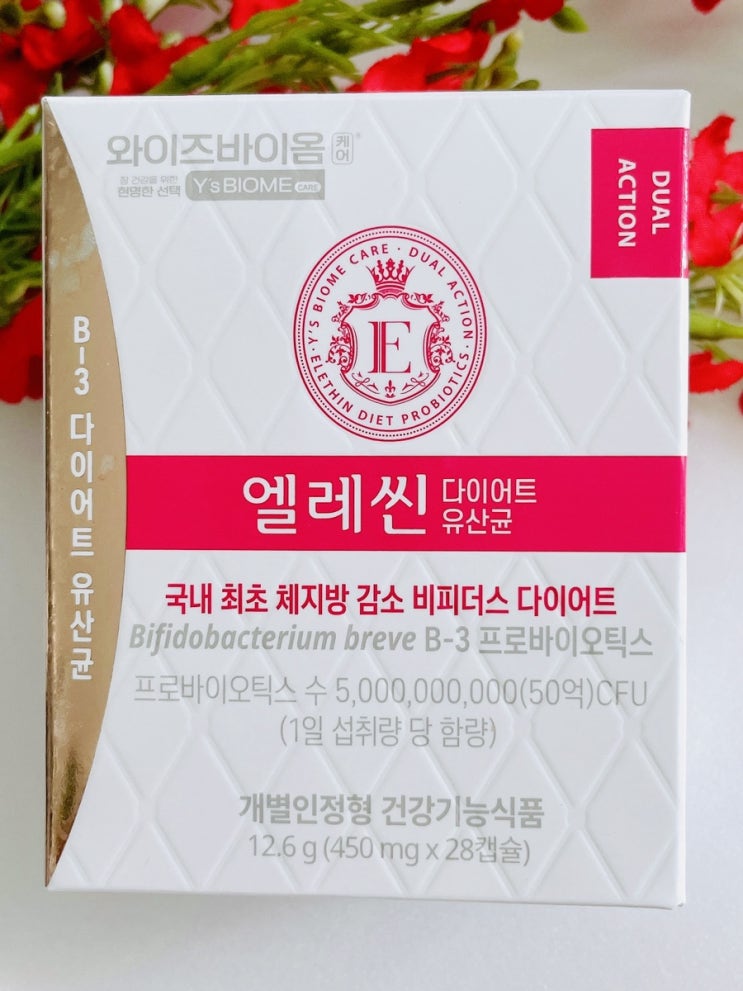 와이즈바이옴 케어
장 건강을 위한
현명한 선택
Y's BIOME CARE
DUAL
ACTION
Y'S BIOME CARE · DUAL ACTION ·
ELETHIN DIET PROBIOTICS ·
E
B-3 다이어트 유산균
엘레씬 다이어트
유산균
국내 최초 체지방 감소 비피더스 다이어트
Bifidobacterium breve B-3 프로바이오틱스
프로바이오틱스 수 5,000,000,000(50억)CFU
(1일 섭취량 당 함량)
개별인정형 건강기능식품
12.6 g (450 mg x 28캡슐)